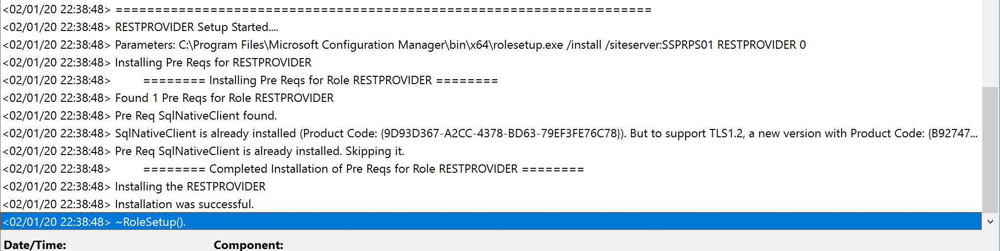 <02/01/20 22:38:48> ======================================================================
<02/01/20 22:38:48> RESTPROVIDER Setup Started....
<02/01/20 22:38:48> Parameters: C:\Program Files\Microsoft Configuration Manager\bin\x64\rolesetup.exe /install /siteserver:SSPRPS01 RESTPROVIDER 0
<02/01/20 22:38:48> Installing Pre Reqs for RESTPROVIDER
<02/01/20 22:38:48>         ======== Installing Pre Reqs for Role RESTPROVIDER ========
<02/01/20 22:38:48> Found 1 Pre Reqs for Role RESTPROVIDER
<02/01/20 22:38:48> Pre Req SqlNativeClient found.
<02/01/20 22:38:48> SqlNativeClient is already installed (Product Code: {9D93D367-A2CC-4378-BD63-79EF3FE76C78}). But to support TLS1.2, a new version with Product Code: {B92747...
<02/01/20 22:38:48> Pre Req SqlNativeClient is already installed. Skipping it.
<02/01/20 22:38:48>         ======== Completed Installation of Pre Reqs for Role RESTPROVIDER ========
<02/01/20 22:38:48> Installing the RESTPROVIDER
<02/01/20 22:38:48> Installation was successful.
<02/01/20 22:38:48> ~RoleSetup().
Date/Time: Component: